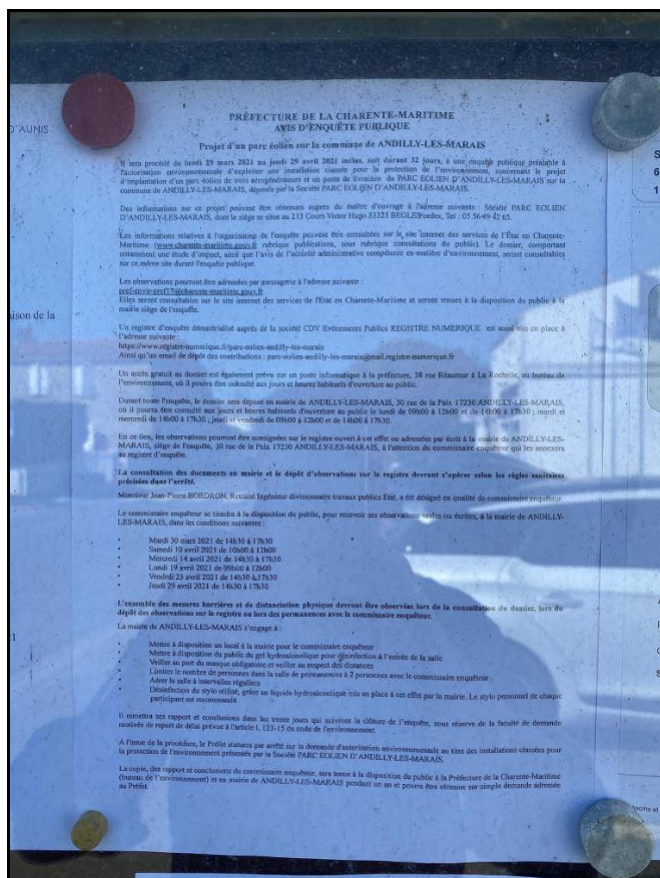 PRÉFECTURE DE LA CHARENTE-MARITIME
AVIS D'ENQUÊTE PUBLIQUE
Projet d'un parc éolien sur la commune de ANDILLY-LES-MARAIS
Il sera procédé du lundi 29 mars 2021 au jeudi 29 avril 2021 inclus, soit durant 32 jours, à une enquête publique préalable à
l'autorisation environnementale d'exploiter une installation classée pour la protection de l'environnement, concernant le projet
d'implantation d'un parc éolien de trois aérogénérateurs et un poste de livraison du PARC EOLIEN D'ANDILLY-LES-MARAIS sur la
commune de ANDILLY-LES-MARAIS, déposée par la Société PARC EOLIEN D'ANDILLY-LES-MARAIS.
Des informations sur ce projet peuvent être obtenues auprès du maître d'ouvrage à l'adresse suivante : Société PARC EOLIEN
D'ANDILLY-LES-MARAIS, dont le siège se situe au 213 Cours Victor Hugo 33323 BEGLES cedex, Tel : 05 56 49 42 65.
Les informations relatives à l'organisation de l'enquête peuvent être consultées sur le site internet des services de l'État en Charente-
Maritime (www.charente-maritime.gouv.fr rubrique publications, sous rubrique consultations du public). Le dossier, comportant
notamment une étude d'impact, ainsi que l'avis de l'autorité administrative compétente en matière d'environnement, seront consultables
sur ce même site durant l'enquête publique.
Les observations pourront être adressées par messagerie à l'adresse suivante :
Elles seront consultables sur le site internet des services de l'Etat en Charente-Maritime et seront tenues à la disposition du public à la
mairie siège de l'enquête.
Un registre d'enquête dématérialisé auprès de la société CDV Evénements Publics REGISTRE NUMERIQUE est aussi mis en place à
l'adresse suivante :
https://www.registre-numerique.fr/parc-eolien-andilly-les-marais
Ainsi qu'un email de dépôt des contributions : parc-eolien-andilly-les-marais@mail.registre-numerique.fr
Un accès gratuit au dossier est également prévu sur un poste informatique à la préfecture, 38 rue Réaumur à La Rochelle, au bureau de
l'environnement, où il pourra être consulté aux jours et heures habituels d'ouverture au public.
Durant toute l'enquête, le dossier sera déposé en mairie de ANDILLY-LES-MARAIS, 30 rue de la Paix 17230 ANDILLY-LES-MARAIS,
où il pourra être consulté aux jours et heures habituels d'ouverture au public le lundi de 09h00 à 12h00 et de 14h00 à 17h30 ; mardi et
mercredi de 14h00 à 17h30 ; jeudi et vendredi de 09h00 à 12h00 et de 14h00 à 17h30.
En ce lieu, les observations pourront être consignées sur le registre ouvert à cet effet ou adressées par écrit à la mairie de ANDILLY-LES-
MARAIS, siège de l'enquête, 30 rue de la Paix 17230 ANDILLY-LES-MARAIS, à l'attention du commissaire enquêteur qui les annexera
au registre d'enquête.
La consultation des documents en mairie et le dépôt d'observations sur le registre devront s'opérer selon les règles sanitaires
précisées dans l'arrêté.
Monsieur Jean-Pierre BORDRON, Retraité Ingénieur divisionnaire travaux publics Etat, a été désigné en qualité de commissaire enquêteur
Le commissaire enquêteur se tiendra à la disposition du public, pour recevoir ses observations orales ou écrites, à la mairie de ANDILLY-
LES-MARAIS, dans les conditions suivantes :
• Mardi 30 mars 2021 de 14h30 à 17h30
• Samedi 10 avril 2021 de 10h00 à 12h00
• Mercredi 14 avril 2021 de 14h30 à 17h30
• Lundi 19 avril 2021 de 09h00 à 12h00
• Vendredi 23 avril 2021 de 14h30 à 17h30
• Jeudi 29 avril 2021 de 14h30 à 17h30
L'ensemble des mesures barrières et de distanciation physique devront être observées lors de la consultation du dossier, lors du
dépôt des observations sur le registre ou lors des permanences avec le commissaire enquêteur.
La mairie de ANDILLY-LES-MARAIS s'engage à :
• Mettre à disposition un local à la mairie pour le commissaire enquêteur
• Mettre à disposition du public du gel hydroalcoolique pour désinfection à l'entrée de la salle
• Veiller au port du masque obligatoire et veiller au respect des distances
• Limiter le nombre de personnes dans la salle de permanences à 2 personnes avec le commissaire enquêteur
• Aérer la salle à intervalles réguliers
• Désinfection du stylo utilisé, grâce au liquide hydroalcoolique mis en place à cet effet par la mairie. Le stylo personnel de chaque
participant est recommandé
Il remettra ses rapport et conclusions dans les trente jours qui suivront la clôture de l'enquête, sous réserve de la faculté de demande
motivée de report de délai prévue à l'article L 123-15 du code de l'environnement.
A l'issue de la procédure, le Préfet statuera par arrêté sur la demande d'autorisation environnementale au titre des installations classées pour
la protection de l'environnement présentée par la Société PARC EOLIEN D'ANDILLY-LES-MARAIS.
La copie, des rapport et conclusions du commissaire enquêteur, sera tenue à la disposition du public à la Préfecture de la Charente-Maritime
(bureau de l'environnement) et en mairie de ANDILLY-LES-MARAIS pendant un an et pourra être obtenue sur simple demande adressée
au Préfet.
D'AUNIS
aison de la